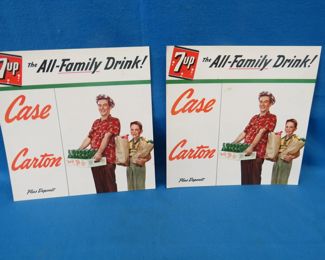 7up The All-Family Drink!
Case
Carton
Plus Deposit
7up The All-Family Drink!
Case
Carton
Plus Deposit